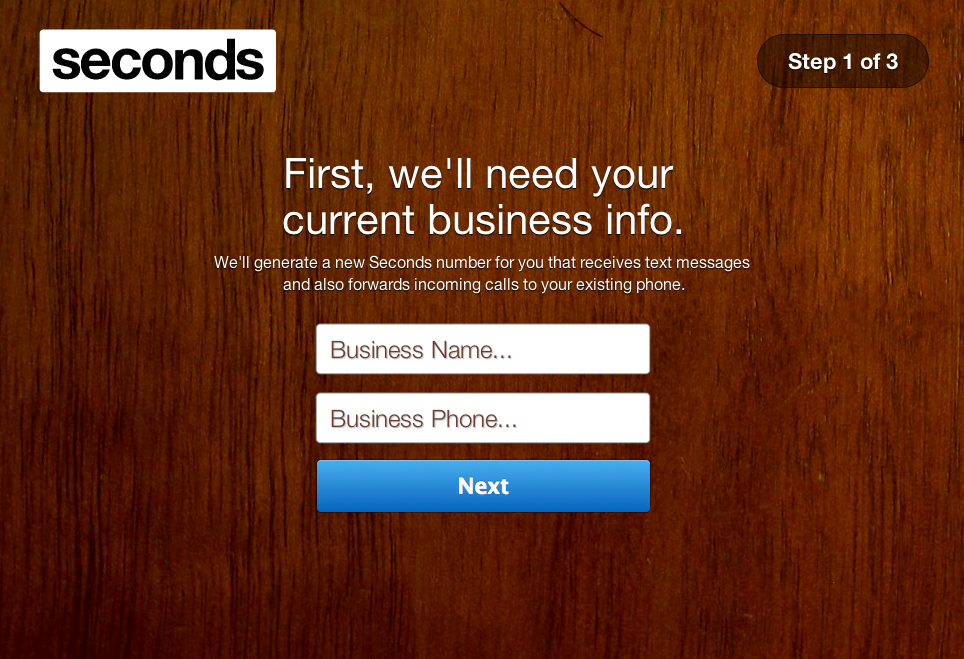 seconds
Step 1 of 3
First, we'll need your
current business info.
We'll generate a new Seconds number for you that receives text messages
and also forwards incoming calls to your existing phone.
Business Name...
Business Phone...
Next